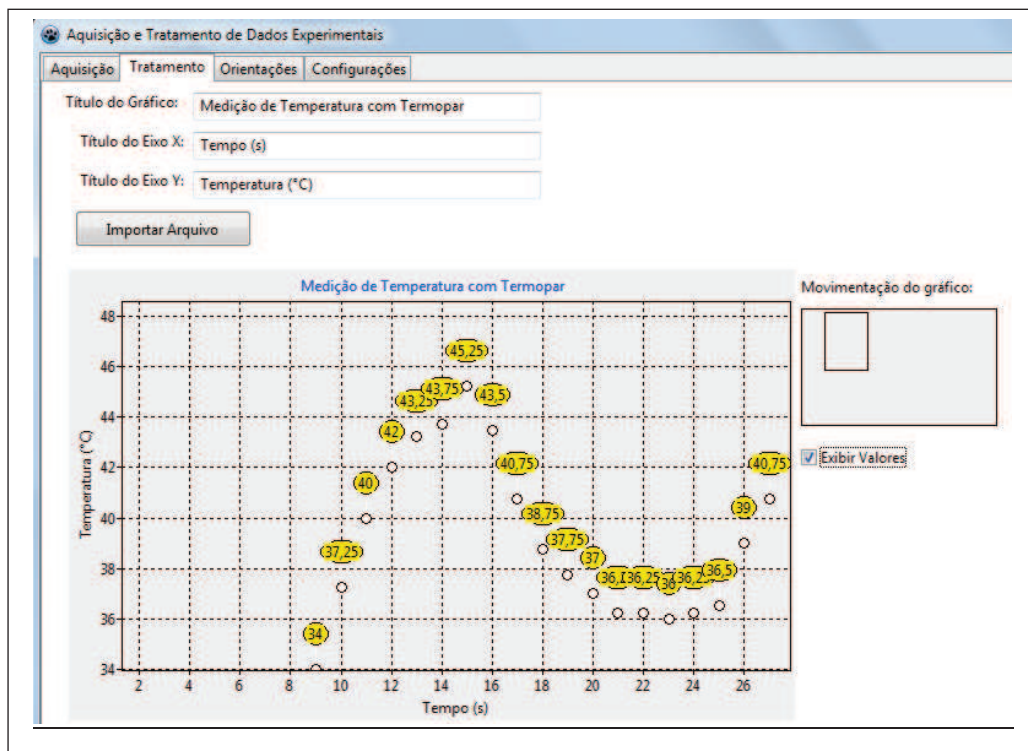 Aquisição e Tratamento de Dados Experimentais
Aquisição Tratamento Orientações Configurações
Título do Gráfico: Medição de Temperatura com Termopar
Título do Eixo X: Tempo (s)
Título do Eixo Y: Temperatura (°C)
Importar Arquivo
Medição de Temperatura com Termopar
Movimentação do gráfico:
Exibir Valores
Temperatura (°C)
48
46
44
42
40
38
36
34
45,25
43,25 43,75 43,5
42
40
40,75 40,75
39
38,75
37,25 37,75
37
36,25 36,25 36,5
36
34
2 4 6 8 10 12 14 16 18 20 22 24 26
Tempo (s)